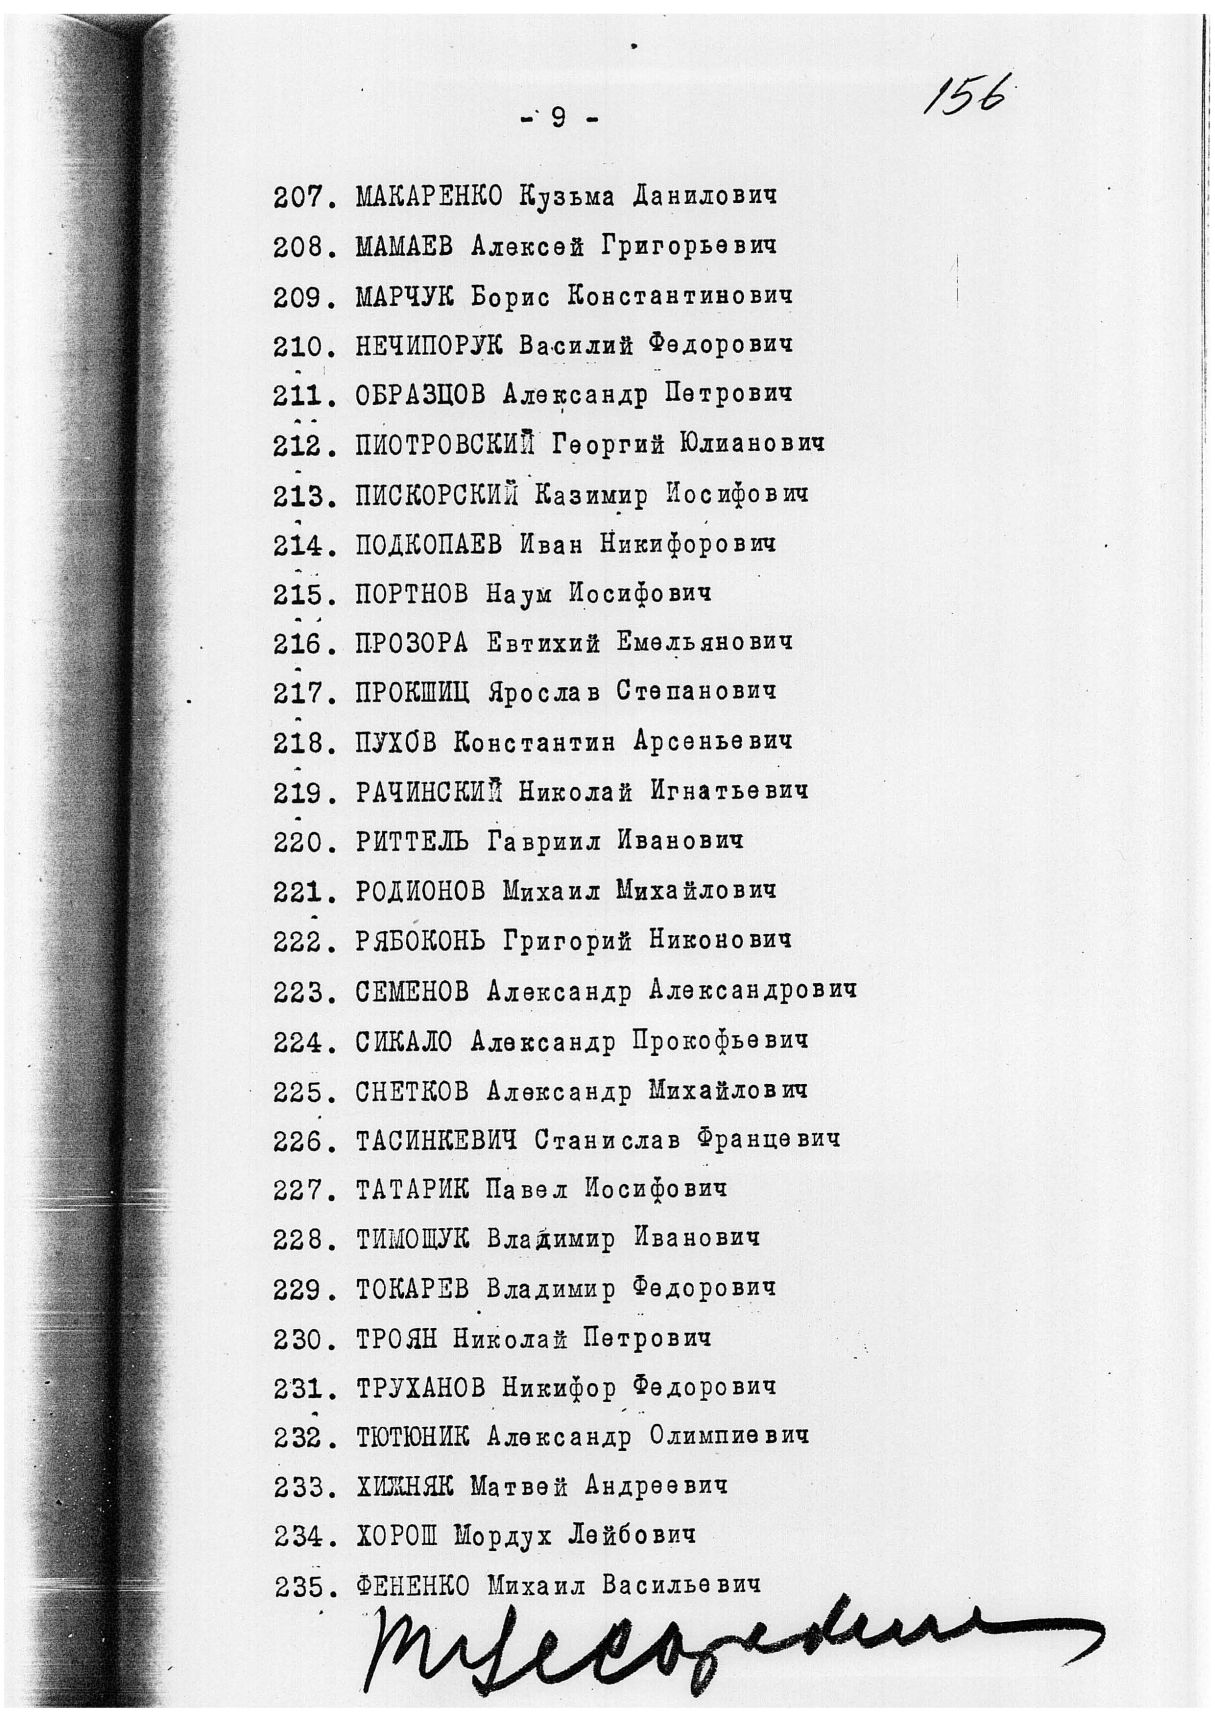 156
- 9 -
207. МАКАРЕНКО Кузьма Данилович
208. МАМАЕВ Алексей Григорьевич
209. МАРЧУК Борис Константинович
210. НЕЧИПОРУК Василий Федорович
211. ОБРАЗЦОВ Александр Петрович
212. ПИОТРОВСКИЙ Георгий Юлианович
213. ПИСКОРСКИЙ Казимир Иосифович
214. ПОДКОПАЕВ Иван Никифорович
215. ПОРТНОВ Наум Иосифович
216. ПРОЗОРА Евтихий Емельянович
217. ПРОКШИЦ Ярослав Степанович
218. ПУХОВ Константин Арсеньевич
219. РАЧИНСКИЙ Николай Игнатьевич
220. РИТТЕЛЬ Гавриил Иванович
221. РОДИОНОВ Михаил Михайлович
222. РЯБОКОНЬ Григорий Никонович
223. СЕМЕНОВ Александр Александрович
224. СИКАЛО Александр Прокофьевич
225. СНЕТКОВ Александр Михайлович
226. ТАСИНКЕВИЧ Станислав Францевич
227. ТАТАРИК Павел Иосифович
228. ТИМОЩУК Владимир Иванович
229. ТОКАРЕВ Владимир Федорович
230. ТРОЯН Николай Петрович
231. ТРУХАНОВ Никифор Федорович
232. ТЮТЮНИК Александр Олимпиевич
233. ХИЖНЯК Матвей Андреевич
234. ХОРОШ Мордух Лейбович
235. ФЕНЕНКО Михаил Васильевич